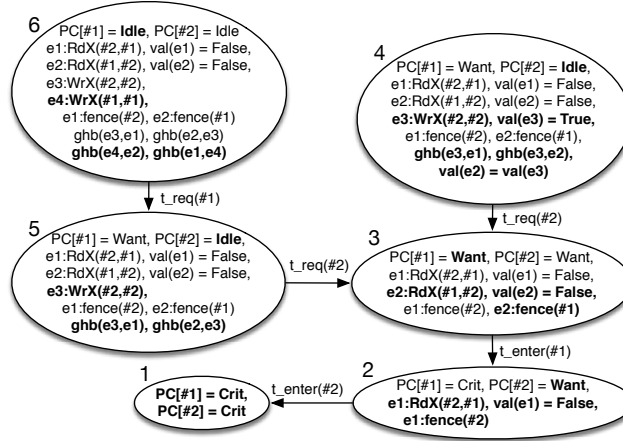 6
PC[#1] = Idle, PC[#2] = Idle
e1:RdX(#2,#1), val(e1) = False,
e2:RdX(#1,#2), val(e2) = False,
e3:WrX(#2,#2),
e4:WrX(#1,#1),
e1:fence(#2), e2:fence(#1)
ghb(e3,e1), ghb(e2,e3)
ghb(e4,e2), ghb(e1,e4)
t_req(#1)
4
PC[#1] = Want, PC[#2] = Idle,
e1:RdX(#2,#1), val(e1) = False,
e2:RdX(#1,#2), val(e2) = False,
e3:WrX(#2,#2), val(e3) = True,
e1:fence(#2), e2:fence(#1),
ghb(e3,e1), ghb(e3,e2),
val(e2) = val(e3)
t_req(#2)
5
PC[#1] = Want, PC[#2] = Idle,
e1:RdX(#2,#1), val(e1) = False,
e2:RdX(#1,#2), val(e2) = False,
e3:WrX(#2,#2),
e1:fence(#2), e2:fence(#1)
ghb(e3,e1), ghb(e2,e3)
t_req(#2)
3
PC[#1] = Want, PC[#2] = Want,
e1:RdX(#2,#1), val(e1) = False,
e2:RdX(#1,#2), val(e2) = False,
e1:fence(#2), e2:fence(#1)
t_enter(#1)
1
PC[#1] = Crit,
PC[#2] = Crit
t_enter(#2)
2
PC[#1] = Crit, PC[#2] = Want,
e1:RdX(#2,#1), val(e1) = False,
e1:fence(#2)